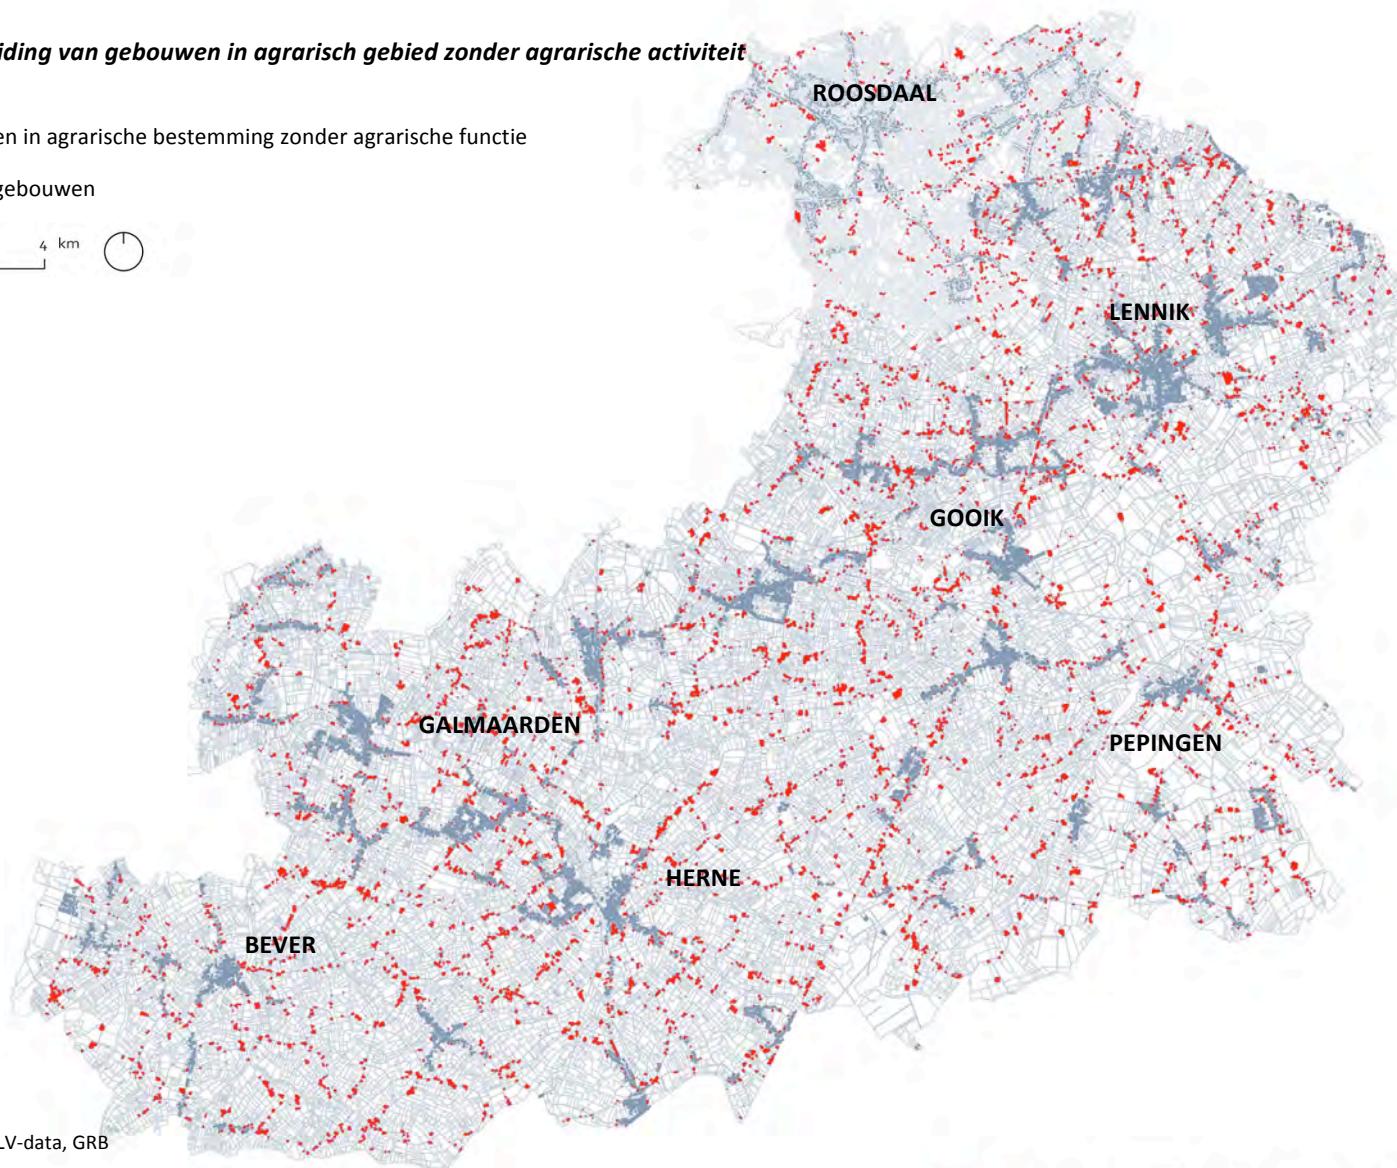 iding van gebouwen in agrarisch gebied zonder agrarische activiteit
ROOSDAAL
en in agrarische bestemming zonder agrarische functie
gebouwen
4 km
LENNIK
GOOIK
GALMAARDEN
PEPINGEN
HERNE
BEVER
LV-data, GRB